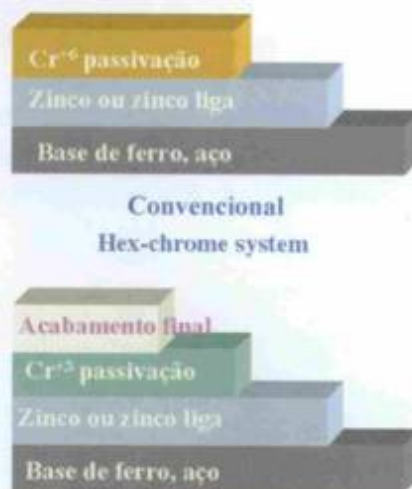 Cr⁺⁶ passivação
Zinco ou zinco liga
Base de ferro, aço
Convencional
Hex-chrome system
Acabamento final
Cr⁺³ passivação
Zinco ou zinco liga
Base de ferro, aço